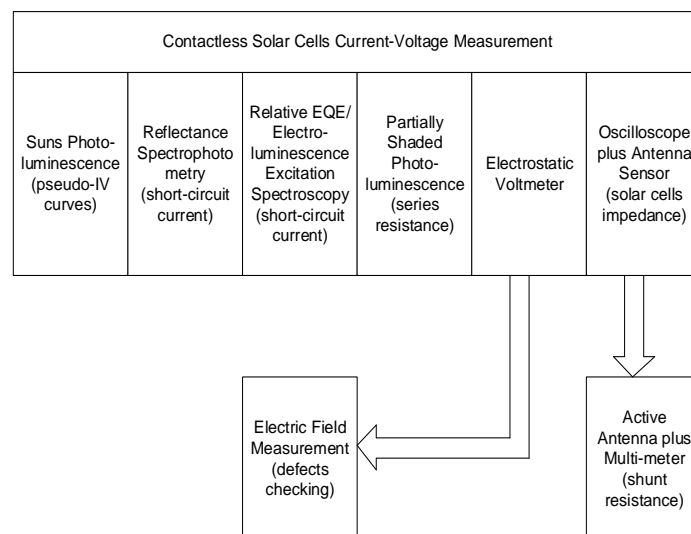 Contactless Solar Cells Current-Voltage Measurement
Suns Photo-
luminescence
(pseudo-IV
curves)
Reflectance
Spectrophoto
metry
(short-circuit
current)
Relative EQE/
Electro-
luminescence
Excitation
Spectroscopy
(short-circuit
current)
Partially
Shaded
Photo-
luminescence
(series
resistance)
Electrostatic
Voltmeter
Oscilloscope
plus Antenna
Sensor
(solar cells
impedance)
Electric Field
Measurement
(defects
checking)
Active
Antenna plus
Multi-meter
(shunt
resistance)